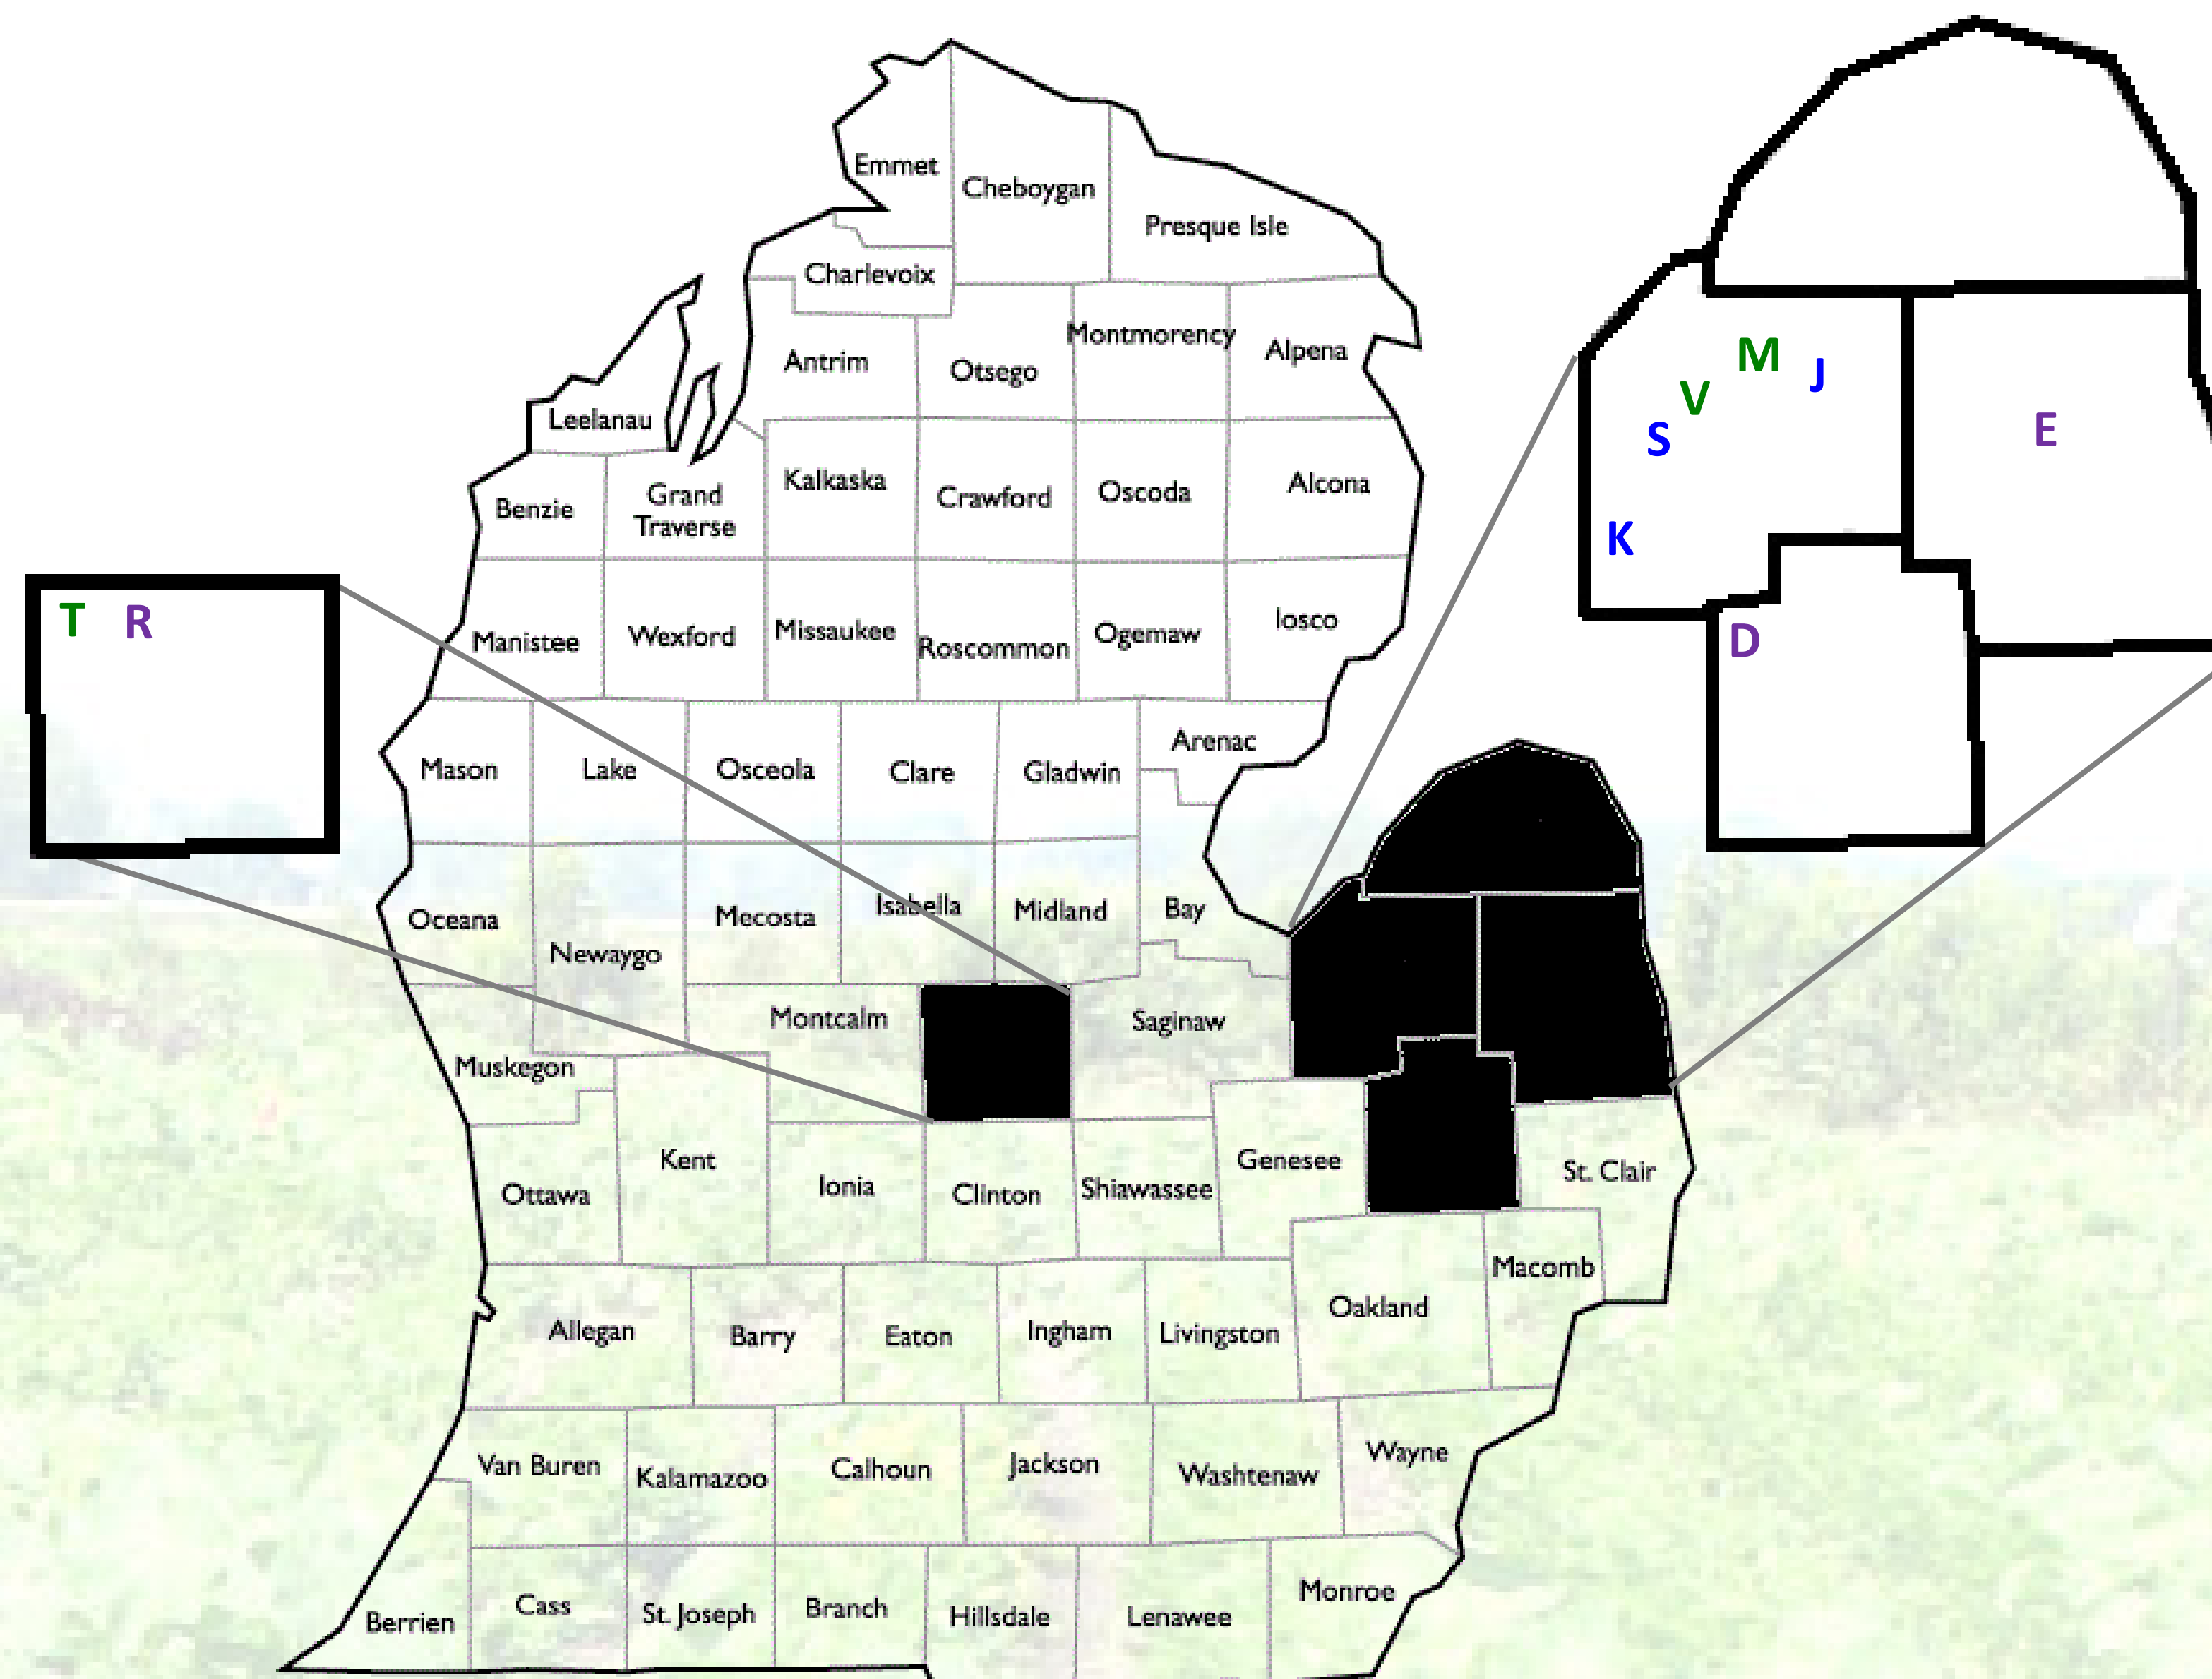 Emmet
Cheboygan
Presque Isle
Charlevoix
Montmorency
Antrim
Otsego
Alpena
M
J
V
S
E
K
D
Leelanau
Kalkaska
Crawford
Oscoda
Alcona
Benzie
Grand
Traverse
T R
Manistee
Wexford
Missaukee
Roscommon
Ogemaw
Iosco
Mason
Lake
Osceola
Clare
Gladwin
Arenac
Oceana
Newaygo
Mecosta
Isabella
Midland
Bay
Montcalm
Saginaw
Muskegon
Ottawa
Kent
Ionia
Clinton
Shiawassee
Genesee
St. Clair
Allegan
Barry
Eaton
Ingham
Livingston
Oakland
Macomb
Van Buren
Kalamazoo
Calhoun
Jackson
Washtenaw
Wayne
Berrien
Cass
St. Joseph
Branch
Hillsdale
Lenawee
Monroe